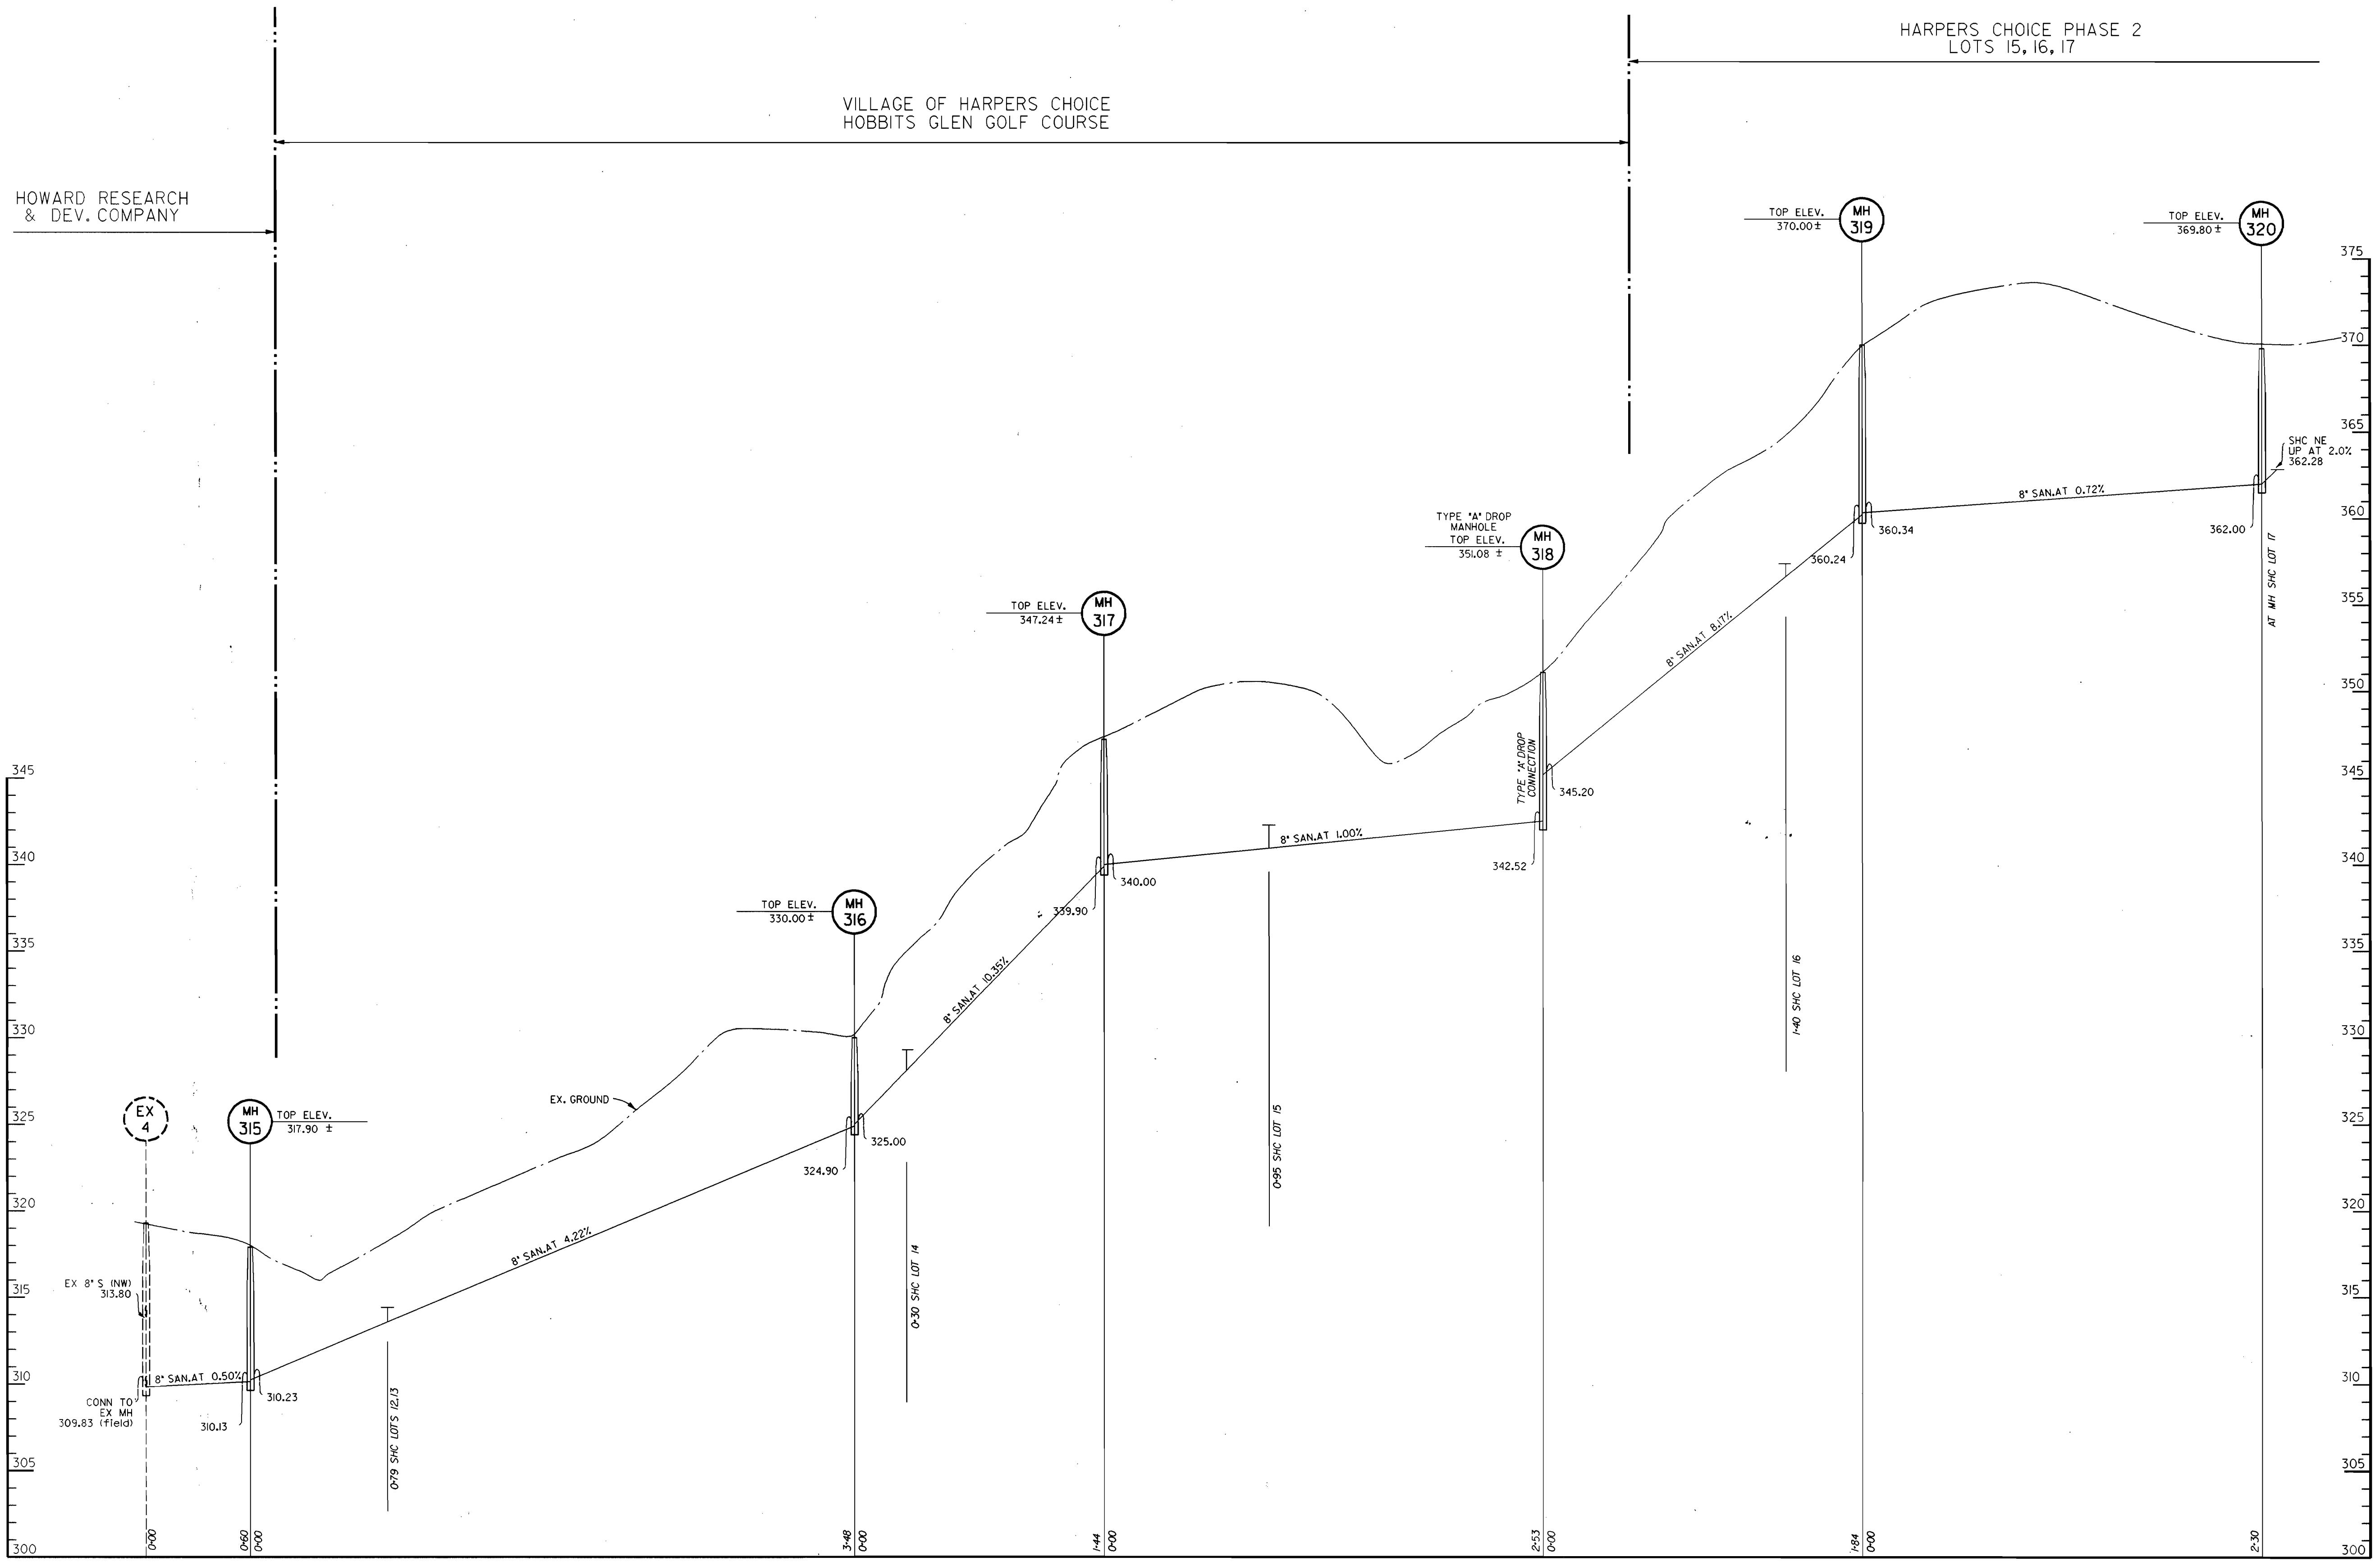 HARPERS CHOICE PHASE 2
LOTS 15, 16, 17
VILLAGE OF HARPERS CHOICE
HOBBITS GLEN GOLF COURSE
HOWARD RESEARCH
& DEV. COMPANY
TOP ELEV.
370.00 ±
MH
319
TOP ELEV.
369.80 ±
MH
320
375
370
365
360
355
350
345
340
335
330
325
320
315
310
305
300
SHC NE
UP AT 2.0%
362.28
8" SAN. AT 0.72%
360.34
360.24
362.00
AT MH SHC LOT 17
TYPE "A" DROP
MANHOLE
TOP ELEV.
351.08 ±
MH
318
8" SAN. AT 8.17%
TYPE "A" DROP
CONNECTION
345.20
342.52
1+40 SHC LOT 16
TOP ELEV.
347.24 ±
MH
317
8" SAN. AT 1.00%
340.00
339.90
0+95 SHC LOT 15
TOP ELEV.
330.00 ±
MH
316
8" SAN. AT 10.35%
325.00
324.90
0+30 SHC LOT 14
EX. GROUND
8" SAN. AT 4.22%
EX
4
MH
315
TOP ELEV.
317.90 ±
EX 8" S (NW)
313.80
8" SAN. AT 0.50%
CONN TO
EX MH
309.83 (field)
310.13
310.23
0+79 SHC LOTS 12,13
345
340
335
330
325
320
315
310
305
300
0+00
0+60
0+00
3+48
0+00
1+44
0+00
2+53
0+00
1+84
0+00
2+30